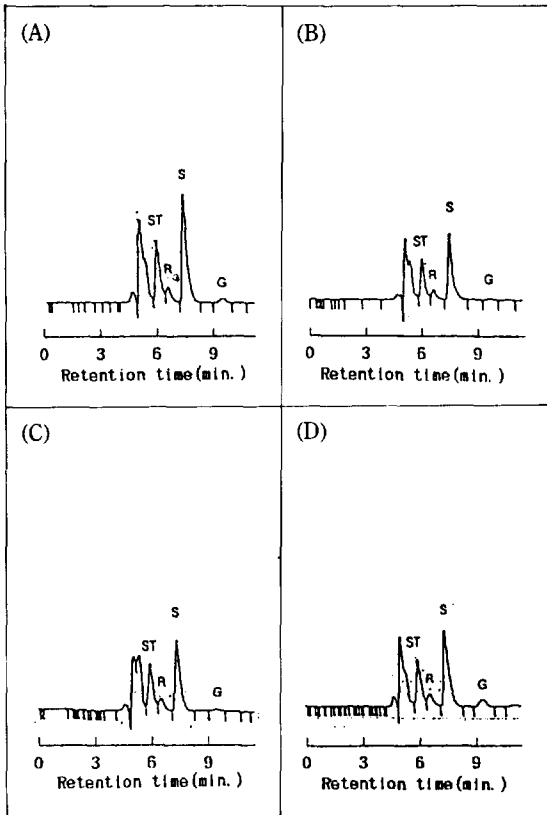 (A)
S
ST
R
G
0 3 6 9
Retention time(min.)
(B)
S
ST
R
G
0 3 6 9
Retention time(min.)
(C)
S
ST
R
G
0 3 6 9
Retention time(min.)
(D)
S
ST
R
G
0 3 6 9
Retention time(min.)